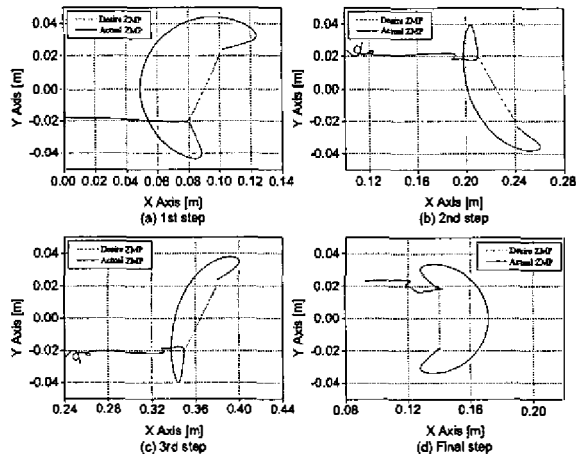 Desire ZMP
Actual ZMP
Y Axis [m]
0.04
0.02
0.00
-0.02
-0.04
0.00 0.02 0.04 0.06 0.08 0.10 0.12 0.14
X Axis [m]
(a) 1st step
Desire ZMP
Actual ZMP
Y Axis [m]
0.04
0.02
0.00
-0.02
-0.04
0.12 0.16 0.20 0.24 0.28
X Axis [m]
(b) 2nd step
Desire ZMP
Actual ZMP
Y Axis [m]
0.04
0.02
0.00
-0.02
-0.04
0.24 0.28 0.32 0.36 0.40 0.44
X Axis [m]
(c) 3rd step
Desire ZMP
Actual ZMP
Y Axis [m]
0.04
0.02
0.00
-0.02
-0.04
0.08 0.12 0.16 0.20
X Axis [m]
(d) Final step